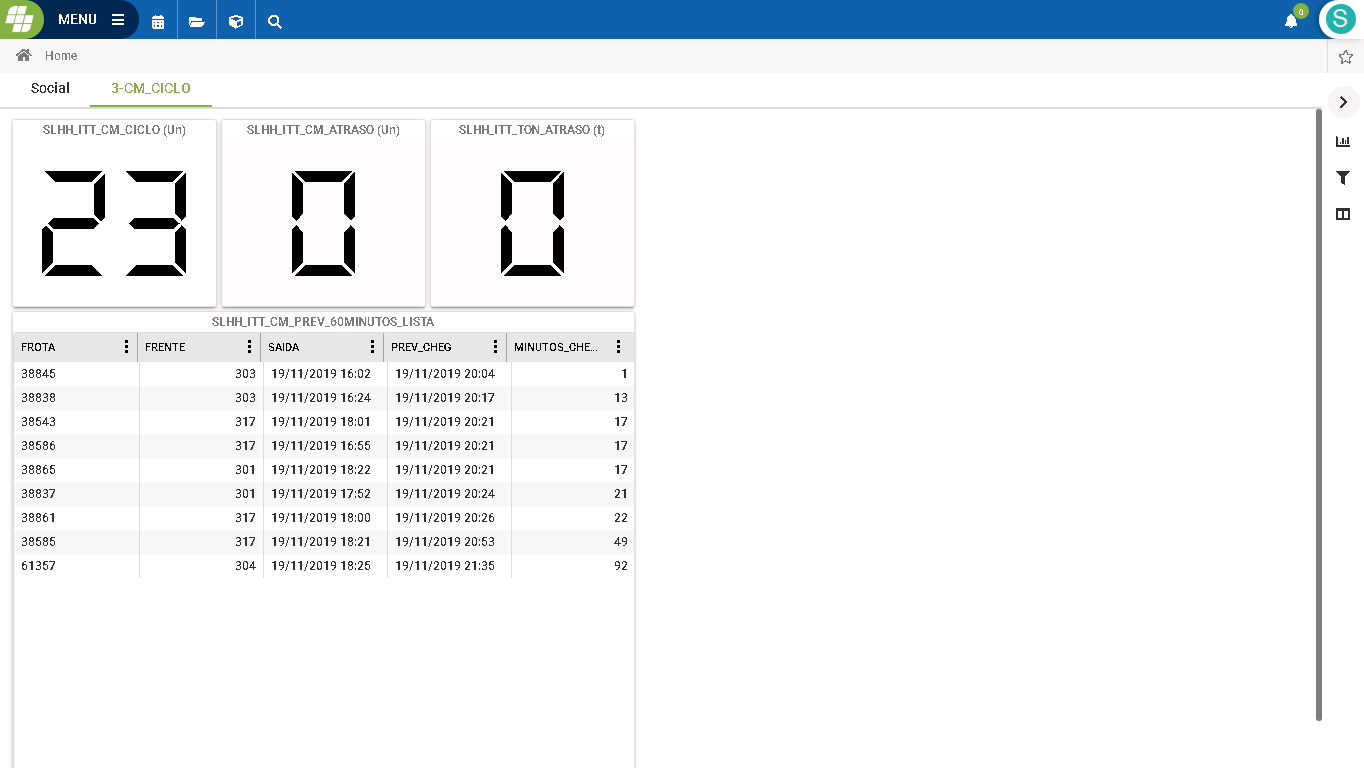 MENU
0
S
Home
Social 3-CM_CICLO
SLHH_ITT_CM_CICLO (Un) SLHH_ITT_CM_ATRASO (Un) SLHH_ITT_TON_ATRASO (t)
23 0 0
SLHH_ITT_CM_PREV_60MINUTOS_LISTA
FROTA FRENTE SAIDA PREV_CHEG MINUTOS_CHE...
38845 303 19/11/2019 16:02 19/11/2019 20:04 1
38838 303 19/11/2019 16:24 19/11/2019 20:17 13
38543 317 19/11/2019 18:01 19/11/2019 20:21 17
38586 317 19/11/2019 16:55 19/11/2019 20:21 17
38865 301 19/11/2019 18:22 19/11/2019 20:21 17
38837 301 19/11/2019 17:52 19/11/2019 20:24 21
38861 317 19/11/2019 18:00 19/11/2019 20:26 22
38585 317 19/11/2019 18:21 19/11/2019 20:53 49
61357 304 19/11/2019 18:25 19/11/2019 21:35 92